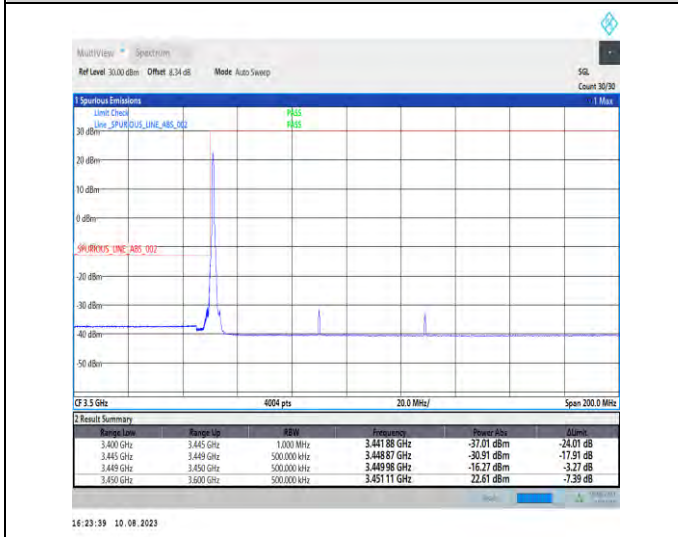 MultiView Spectrum
Ref Level 30.00 dBm Offset 8.34 dB Mode Auto Sweep SGL
Count 30/30
1 Spurious Emissions 1 Max
Limit Check PASS
Line _SPURIOUS_LINE_ABS_002 PASS
30 dBm
20 dBm
10 dBm
0 dBm
_SPURIOUS_LINE_ABS_002
-20 dBm
-30 dBm
-40 dBm
-50 dBm
CF 3.5 GHz 4004 pts 20.0 MHz/ Span 200.0 MHz
2 Result Summary
Range Low Range Up RBW Frequency Power Abs ΔLimit
3.400 GHz 3.445 GHz 1.000 MHz 3.441 88 GHz -37.01 dBm -24.01 dB
3.445 GHz 3.449 GHz 500.000 kHz 3.448 87 GHz -30.91 dBm -17.91 dB
3.449 GHz 3.450 GHz 500.000 kHz 3.449 98 GHz -16.27 dBm -3.27 dB
3.450 GHz 3.600 GHz 500.000 kHz 3.451 11 GHz 22.61 dBm -7.39 dB
16:23:39 10.08.2023